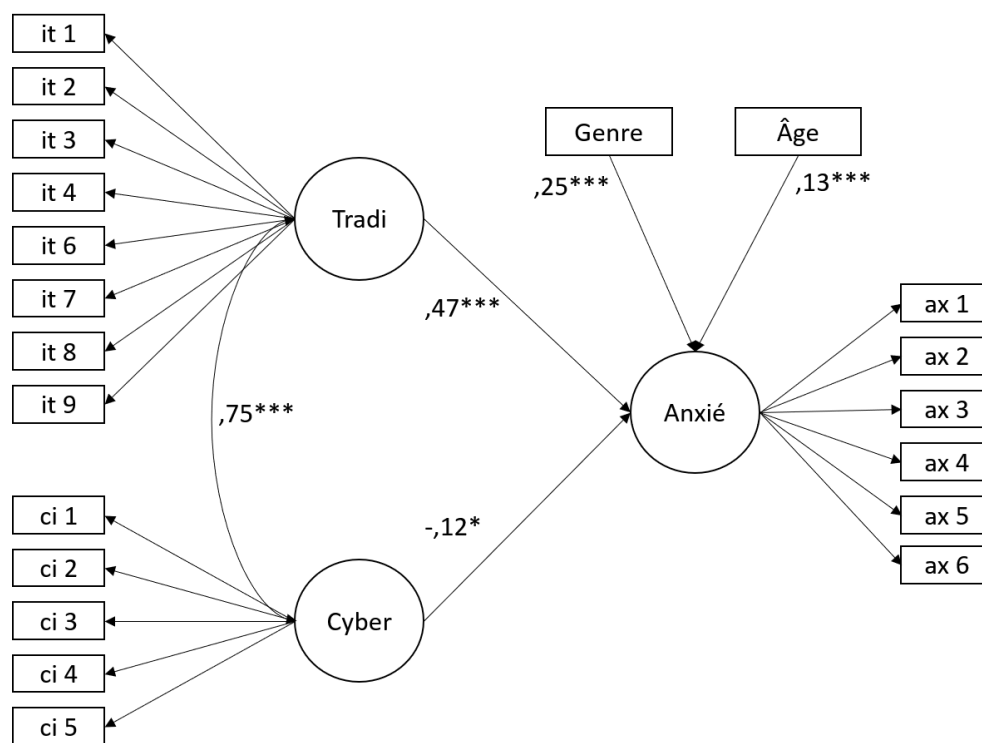 it 1
it 2
it 3
it 4
it 6
it 7
it 8
it 9
Tradi
Genre
Âge
,25***
,13***
,47***
,75***
-,12*
Anxié
ax 1
ax 2
ax 3
ax 4
ax 5
ax 6
ci 1
ci 2
ci 3
ci 4
ci 5
Cyber